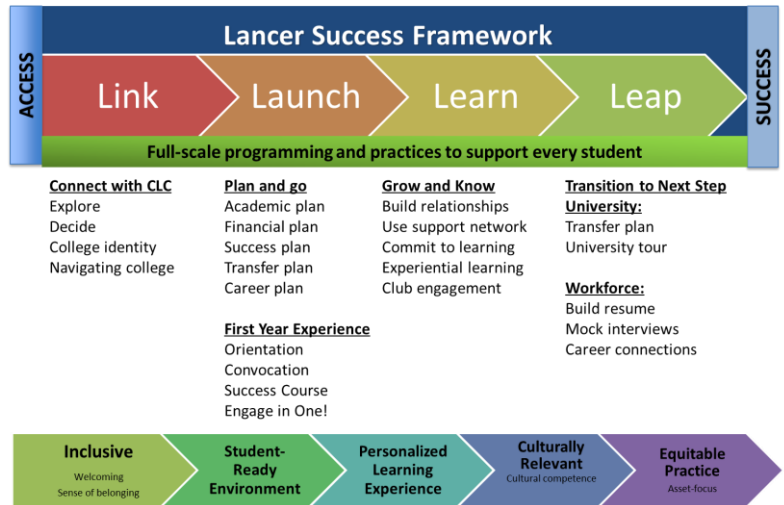 Lancer Success Framework
ACCESS
Link
Launch
Learn
Leap
SUCCESS
Full-scale programming and practices to support every student
Connect with CLC
Explore
Decide
College identity
Navigating college
Plan and go
Academic plan
Financial plan
Success plan
Transfer plan
Career plan
First Year Experience
Orientation
Convocation
Success Course
Engage in One!
Grow and Know
Build relationships
Use support network
Commit to learning
Experiential learning
Club engagement
Transition to Next Step
University:
Transfer plan
University tour
Workforce:
Build resume
Mock interviews
Career connections
Inclusive
Welcoming
Sense of belonging
Student-
Ready
Environment
Personalized
Learning
Experience
Culturally
Relevant
Cultural competence
Equitable
Practice
Asset-focus